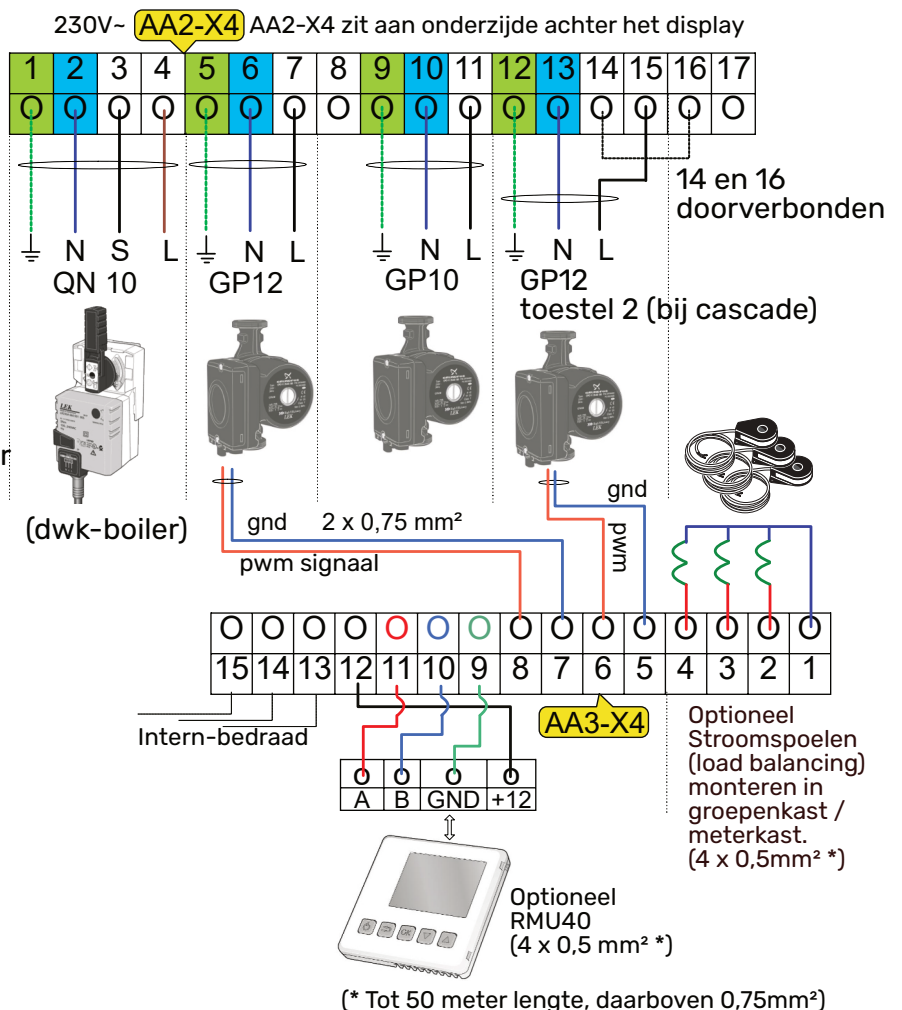 230V~ AA2-X4 AA2-X4 zit aan onderzijde achter het display
1 2 3 4 5 6 7 8 9 10 11 12 13 14 15 16 17
14 en 16
doorverbonden
N S L N L N L N L
QN 10 GP12 GP10 GP12
toestel 2 (bij cascade)
LEK
r
(dwk-boiler)
gnd 2 x 0,75 mm²
pwm signaal
gnd
pwm
15 14 13 12 11 10 9 8 7 6 5 4 3 2 1
AA3-X4
Intern-bedraad
Optioneel
Stroomspoelen
(load balancing)
monteren in
groepenkast /
meterkast.
(4 x 0,5mm² *)
A B GND +12
OK
Optioneel
RMU40
(4 x 0,5 mm² *)
(* Tot 50 meter lengte, daarboven 0,75mm²)